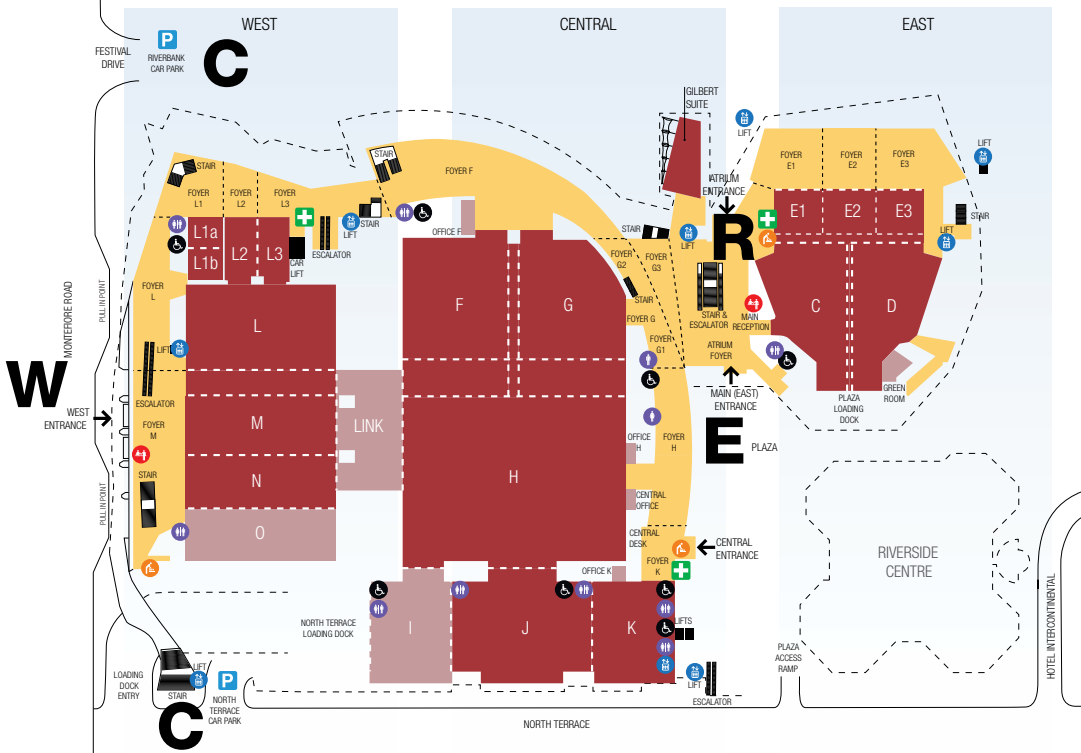 WEST
CENTRAL
EAST
FESTIVAL
DRIVE
P
RIVERBANK
CAR PARK
C
GILBERT
SUITE
LIFT
LIFT
STAIR
STAIR
FOYER
L1
FOYER
L2
FOYER
L3
FOYER F
FOYER
E1
FOYER
E2
FOYER
E3
ATRIUM
ENTRANCE
L1a
L1b
L2
L3
LIFT
STAIR
ESCALATOR
CAR
LIFT
OFFICE F
STAIR
LIFT
R
E1
E2
E3
STAIR
LIFT
FOYER
G2
FOYER
G3
FOYER
L
PULL IN POINT
MONTEFIORE ROAD
L
F
G
STAIR
FOYER G
FOYER
G1
STAIR &
ESCALATOR
MAIN
RECEPTION
ATRIUM
FOYER
C
D
LIFT
W
WEST
ENTRANCE
ESCALATOR
FOYER
M
M
LINK
MAIN (EAST)
ENTRANCE
E
PLAZA
PLAZA
LOADING
DOCK
GREEN
ROOM
STAIR
PULL IN POINT
N
H
OFFICE
H
FOYER
H
CENTRAL
OFFICE
O
CENTRAL
DESK
CENTRAL
ENTRANCE
FOYER
K
OFFICE K
RIVERSIDE
CENTRE
NORTH TERRACE
LOADING DOCK
I
J
K
LIFTS
HOTEL INTERCONTINENTAL
LOADING
DOCK
ENTRY
STAIR
LIFT
P
NORTH
TERRACE
CAR PARK
C
LIFT
ESCALATOR
PLAZA
ACCESS
RAMP
NORTH TERRACE